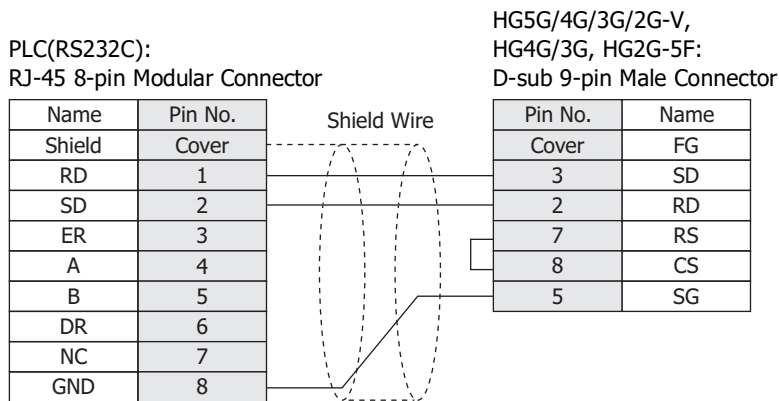 PLC(RS232C):
RJ-45 8-pin Modular Connector
HG5G/4G/3G/2G-V,
HG4G/3G, HG2G-5F:
D-sub 9-pin Male Connector
Name Pin No.
Shield Cover
RD 1
SD 2
ER 3
A 4
B 5
DR 6
NC 7
GND 8
Shield Wire
Pin No. Name
Cover FG
3 SD
2 RD
7 RS
8 CS
5 SG